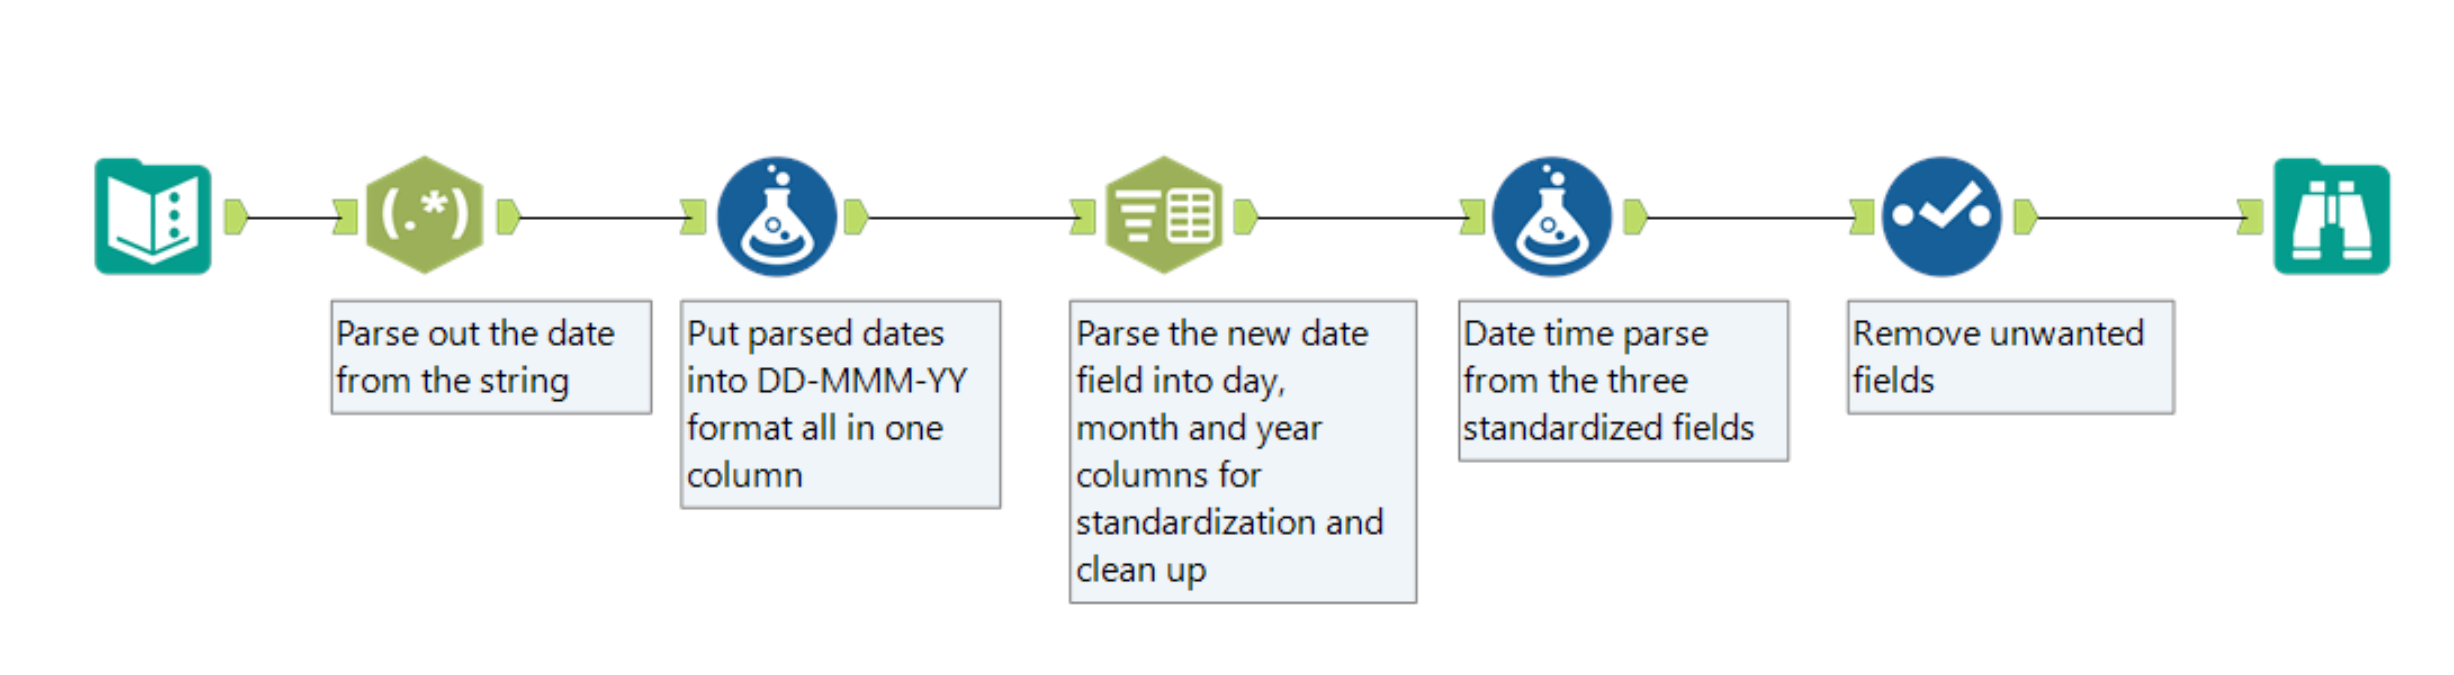 (.*)
Parse out the date
from the string
Put parsed dates
into DD-MMM-YY
format all in one
column
Parse the new date
field into day,
month and year
columns for
standardization and
clean up
Date time parse
from the three
standardized fields
Remove unwanted
fields